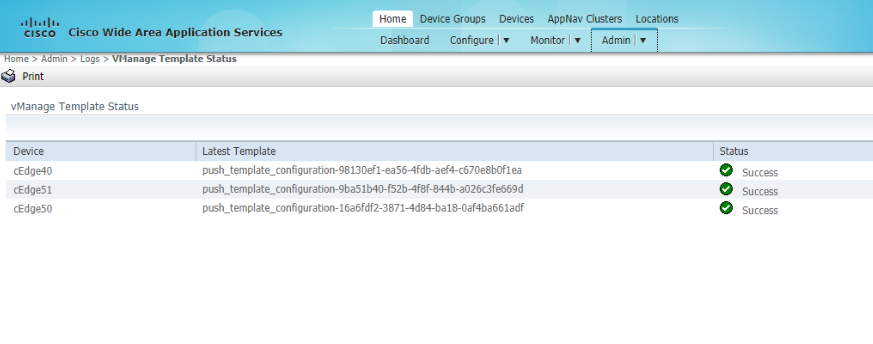 Home Device Groups Devices AppNav Clusters Locations
CISCO Cisco Wide Area Application Services
Dashboard Configure | ▼ Monitor | ▼ Admin | ▼
Home > Admin > Logs > VManage Template Status
Print
vManage Template Status
Device Latest Template Status
cEdge40 push_template_configuration-98130ef1-ea56-4fdb-aef4-c670e8b0f1ea Success
cEdge51 push_template_configuration-9ba51b40-f52b-4f8f-844b-a026c3fe669d Success
cEdge50 push_template_configuration-16a6fdf2-3871-4d84-ba18-0af4ba661adf Success